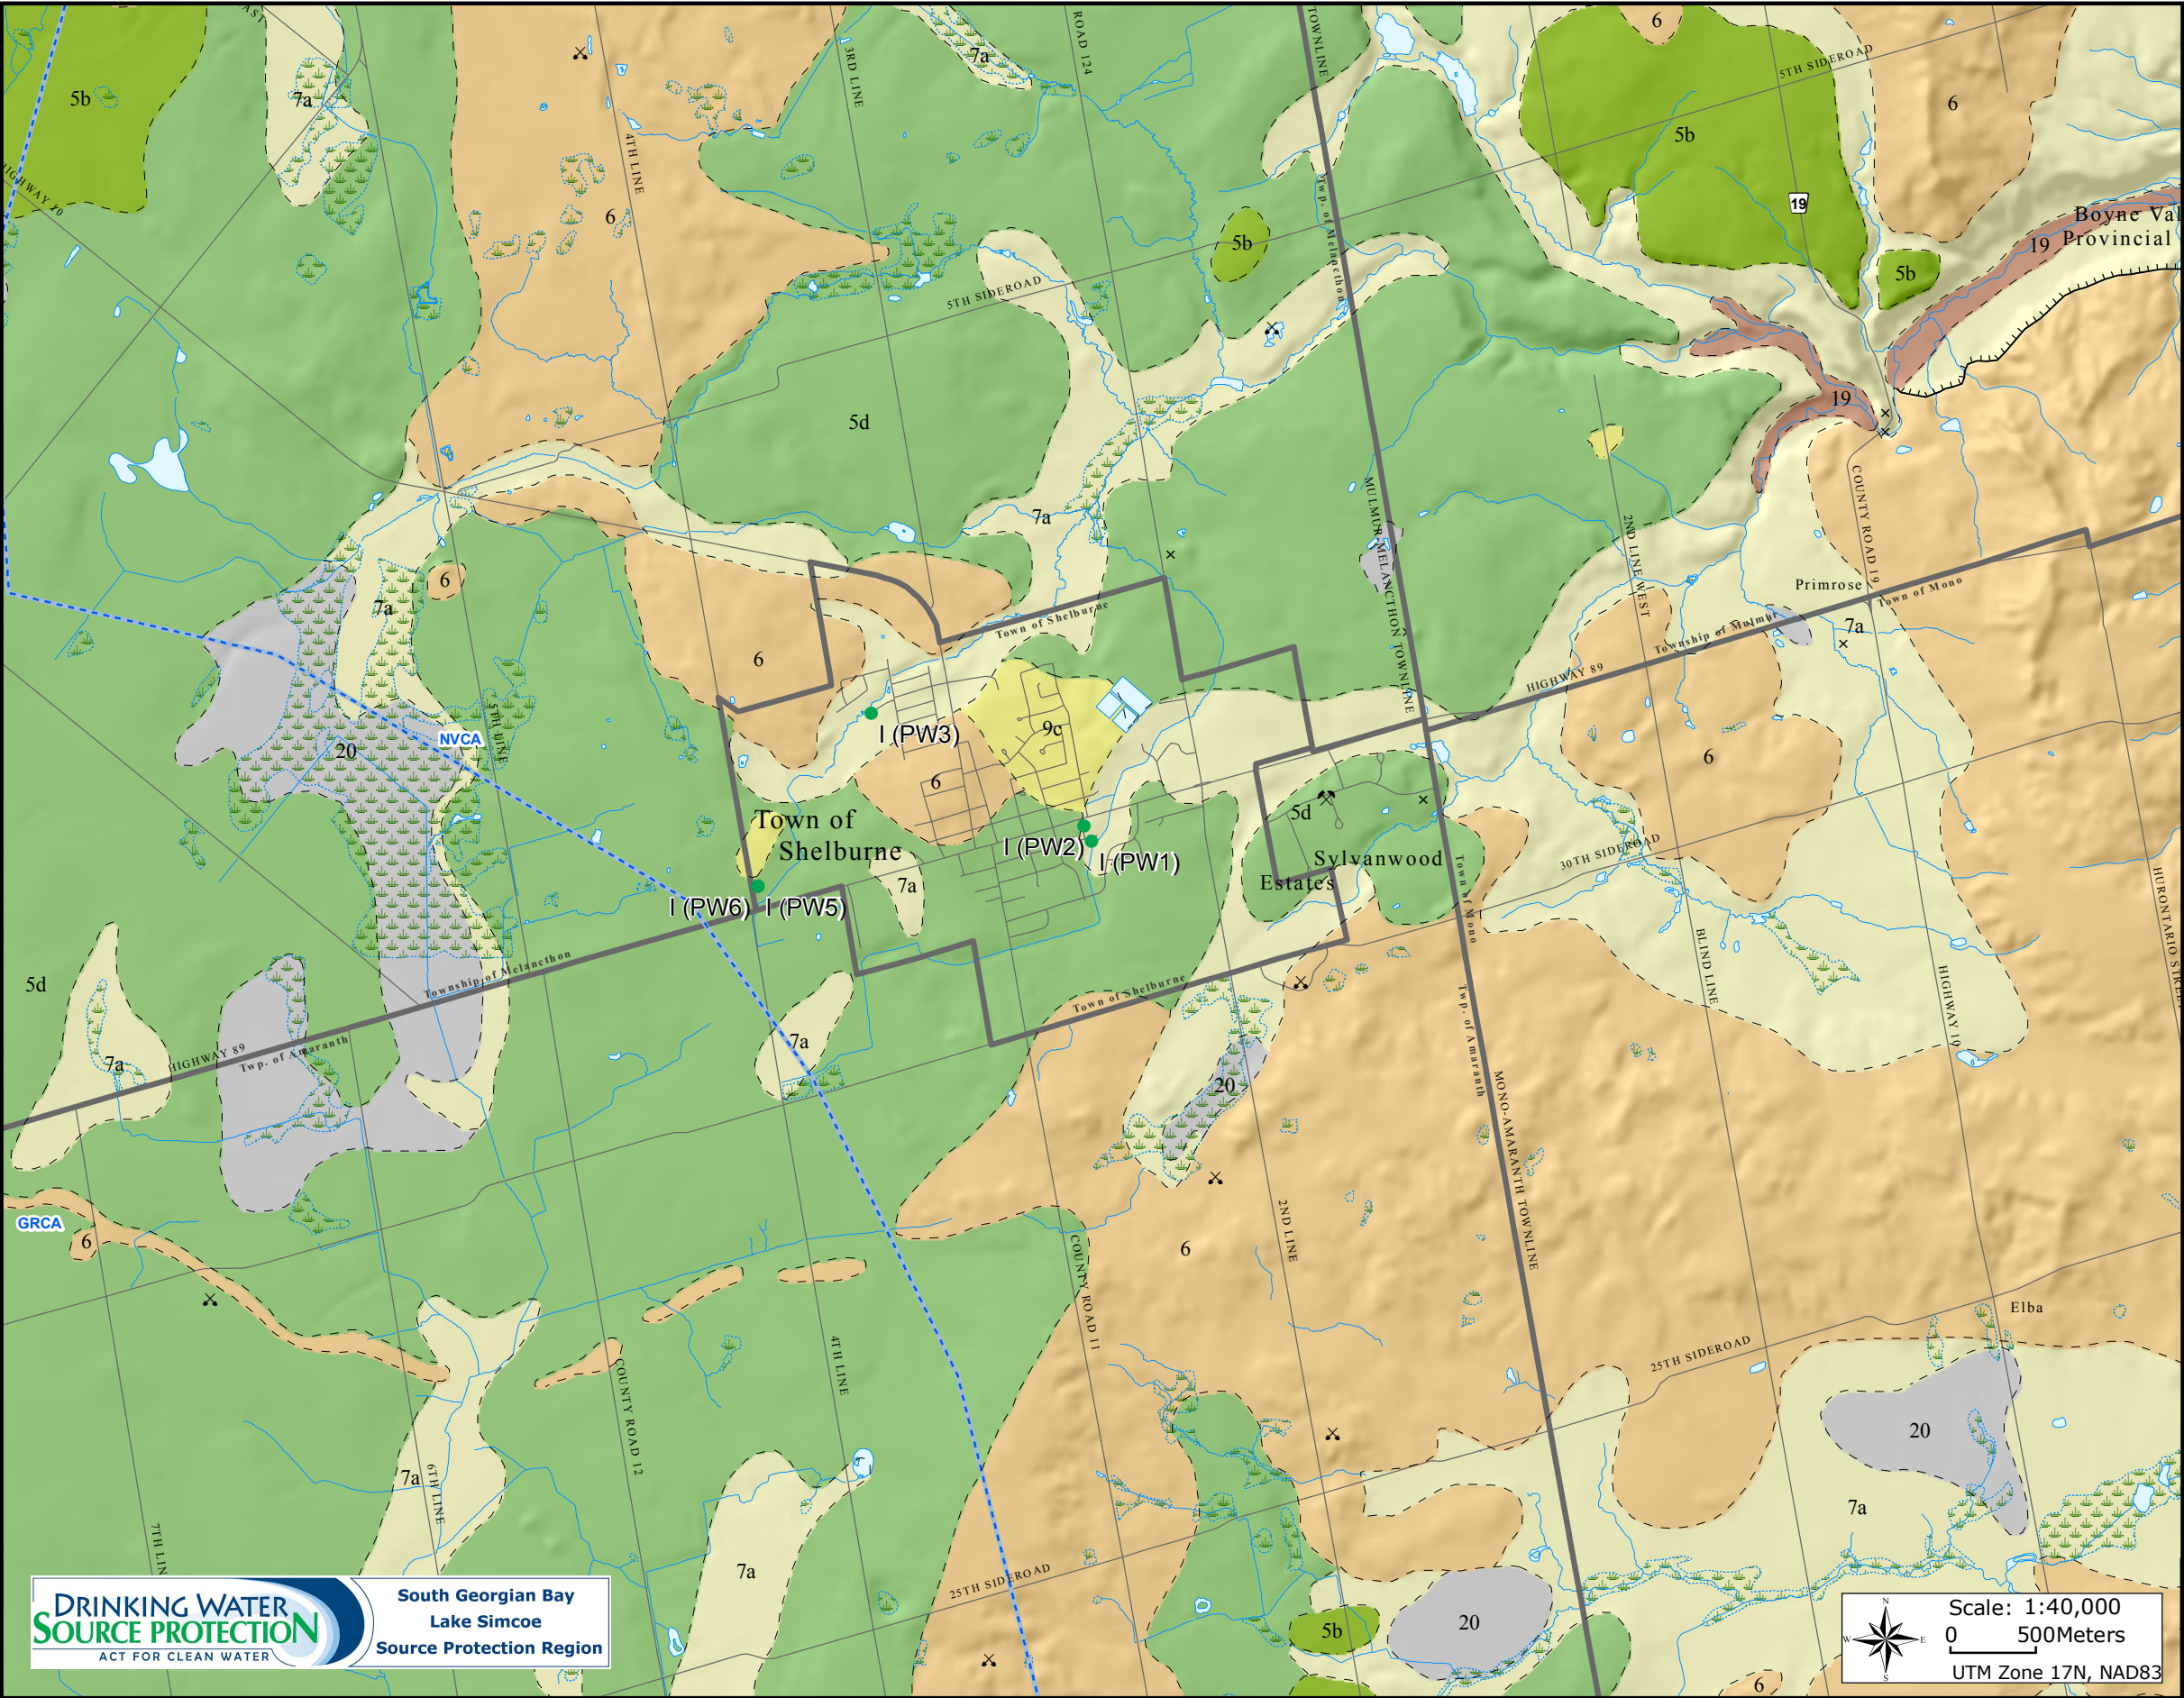 EAST
6
7a
3RD LINE
ROAD 124
TOWNLINE
5TH SIDEROAD
5b
7a
6
5b
4TH LINE
HIGHWAY 10
6
Twp. of Melancthon
19
5b
Boyne Val
19 Provincial
5b
5TH SIDEROAD
19
5d
7a
MULMUR-MELANCTHON TOWNLINE
2ND LINE WEST
COUNTY ROAD 19
6
7a
Primrose
Town of Mono
Town of Shelburne
Township of Mulmur
7a
6
HIGHWAY 89
5TH LINE
NVCA
20
I (PW3)
9c
6
6
5d
Town of
Shelburne
I (PW2)
I (PW1)
Sylvanwood
Estates
30TH SIDEROAD
Town of Mono
7a
I (PW6)
I (PW5)
HURONTARIO STREET
BLIND LINE
HIGHWAY 10
5d
Township of Melancthon
Town of Shelburne
Twp. of Amaranth
7a
HIGHWAY 89
Twp. of Amaranth
7a
20
MONO-AMARANTH TOWNLINE
GRCA
6
2ND LINE
6
COUNTY ROAD 11
Elba
4TH LINE
COUNTY ROAD 12
25TH SIDEROAD
20
7a
6TH LINE
7a
7TH LIN
7a
25TH SIDEROAD
5b
20
6
DRINKING WATER
SOURCE PROTECTION
ACT FOR CLEAN WATER
South Georgian Bay
Lake Simcoe
Source Protection Region
N
W E
S
Scale: 1:40,000
0 500Meters
UTM Zone 17N, NAD83